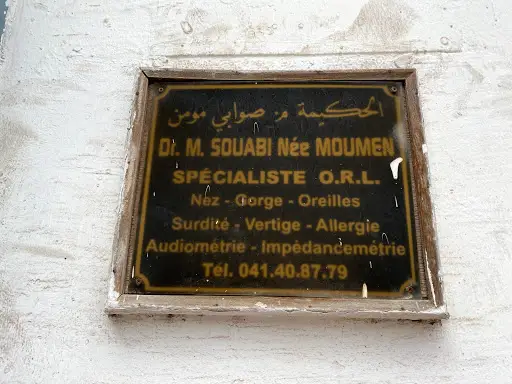 الحكيمة م. صوابي مومن
Dr. M. SOUABI Née MOUMEN
SPÉCIALISTE O.R.L.
Nez - Gorge - Oreilles
Surdité - Vertige - Allergie
Audiométrie - Impédancemétrie
Tél. 041.40.87.79